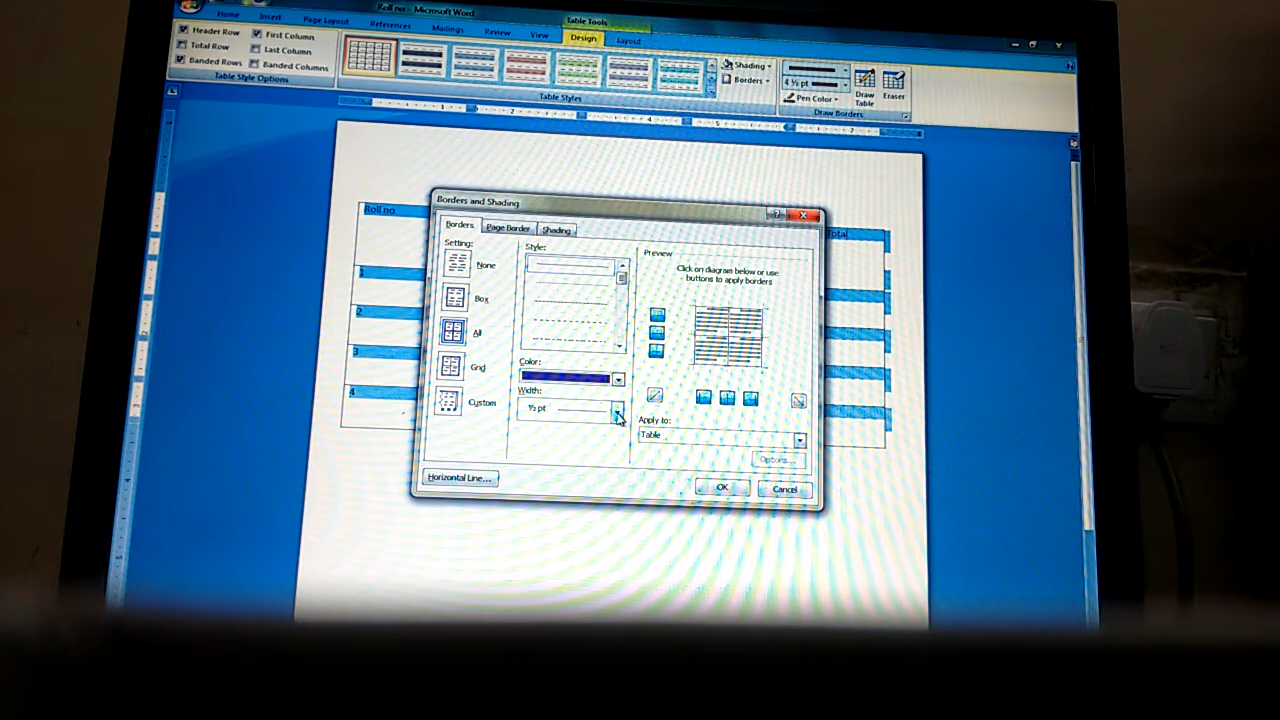 Roll no - Microsoft Word
Table Tools
Home Insert Page Layout References Mailings Review View Design Layout
Header Row First Column
Total Row Last Column
Banded Rows Banded Columns
Table Style Options
Table Styles
Shading
Borders
4 ½ pt
Pen Color
Draw Table
Eraser
Draw Borders
Roll no
Total
1
2
3
4
Borders and Shading
Borders Page Border Shading
Setting:
None
Box
All
Grid
Custom
Style:
Color:
Width:
½ pt
Preview
Click on diagram below or use
buttons to apply borders
Apply to:
Table
Options...
Horizontal Line...
OK Cancel